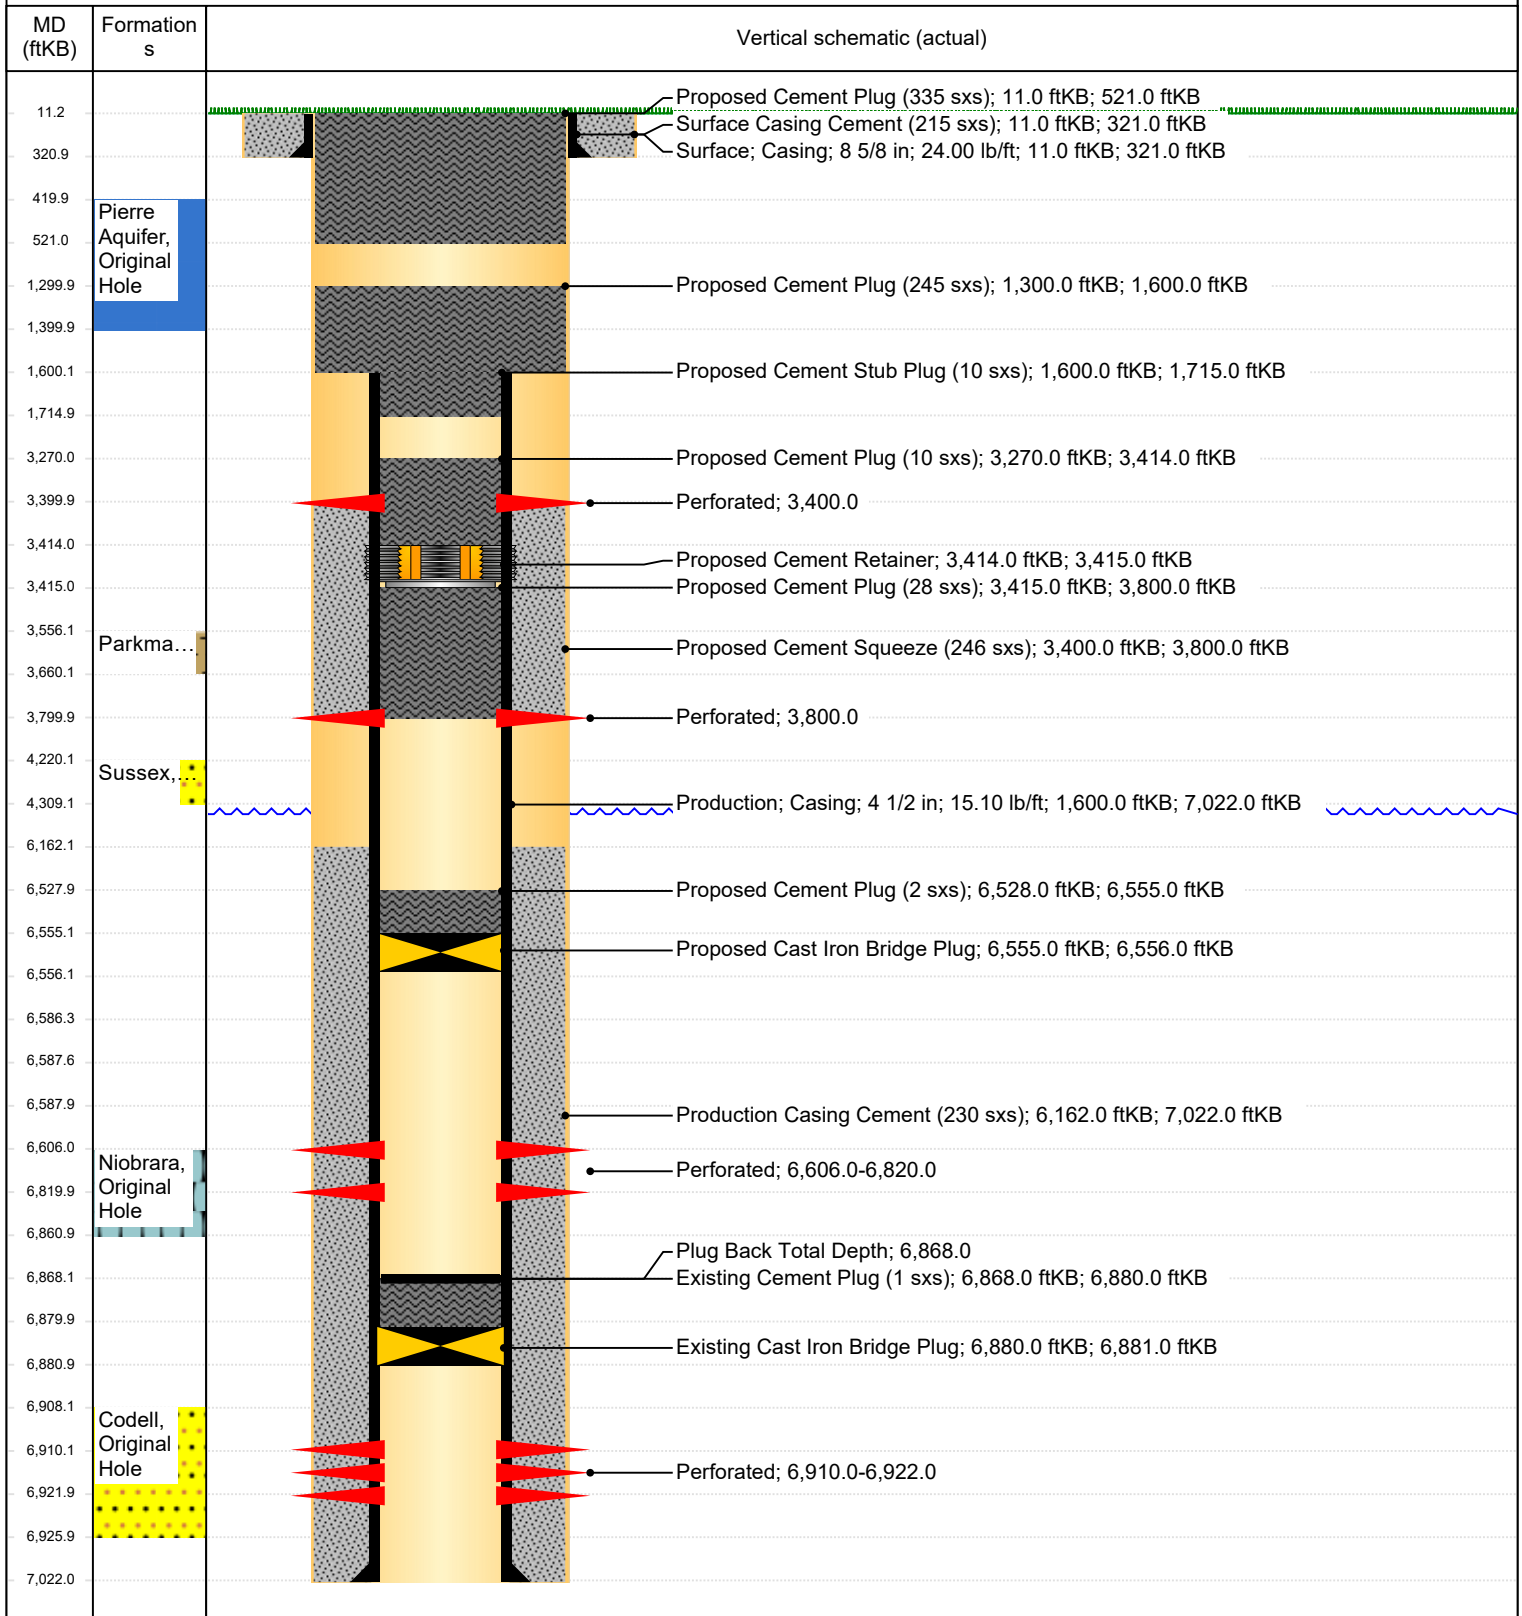 MD
(ftKB)
Formation
s
Vertical schematic (actual)
11.2
320.9
419.9
521.0
1,299.9
1,399.9
1,600.1
1,714.9
3,270.0
3,399.9
3,414.0
3,415.0
3,556.1
3,660.1
3,799.9
4,220.1
4,309.1
6,162.1
6,527.9
6,555.1
6,556.1
6,586.3
6,587.6
6,587.9
6,606.0
6,819.9
6,860.9
6,868.1
6,879.9
6,880.9
6,908.1
6,910.1
6,921.9
6,925.9
7,022.0
Pierre
Aquifer,
Original
Hole
Parkma...
Sussex,...
Niobrara,
Original
Hole
Codell,
Original
Hole
Proposed Cement Plug (335 sxs); 11.0 ftKB; 521.0 ftKB
Surface Casing Cement (215 sxs); 11.0 ftKB; 321.0 ftKB
Surface; Casing; 8 5/8 in; 24.00 lb/ft; 11.0 ftKB; 321.0 ftKB
Proposed Cement Plug (245 sxs); 1,300.0 ftKB; 1,600.0 ftKB
Proposed Cement Stub Plug (10 sxs); 1,600.0 ftKB; 1,715.0 ftKB
Proposed Cement Plug (10 sxs); 3,270.0 ftKB; 3,414.0 ftKB
Perforated; 3,400.0
Proposed Cement Retainer; 3,414.0 ftKB; 3,415.0 ftKB
Proposed Cement Plug (28 sxs); 3,415.0 ftKB; 3,800.0 ftKB
Proposed Cement Squeeze (246 sxs); 3,400.0 ftKB; 3,800.0 ftKB
Perforated; 3,800.0
Production; Casing; 4 1/2 in; 15.10 lb/ft; 1,600.0 ftKB; 7,022.0 ftKB
Proposed Cement Plug (2 sxs); 6,528.0 ftKB; 6,555.0 ftKB
Proposed Cast Iron Bridge Plug; 6,555.0 ftKB; 6,556.0 ftKB
Production Casing Cement (230 sxs); 6,162.0 ftKB; 7,022.0 ftKB
Perforated; 6,606.0-6,820.0
Plug Back Total Depth; 6,868.0
Existing Cement Plug (1 sxs); 6,868.0 ftKB; 6,880.0 ftKB
Existing Cast Iron Bridge Plug; 6,880.0 ftKB; 6,881.0 ftKB
Perforated; 6,910.0-6,922.0